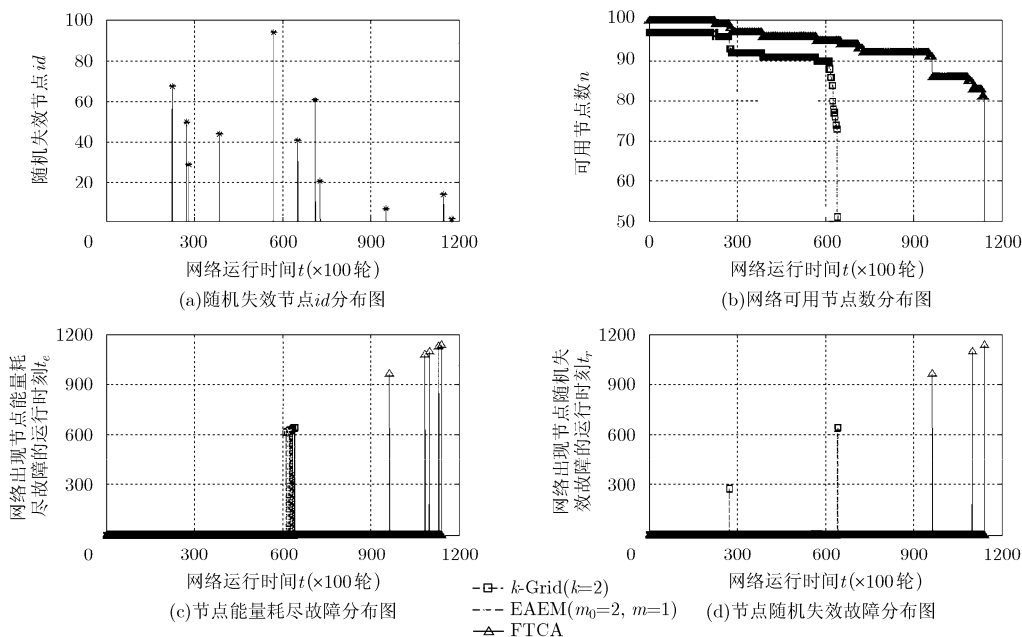 100
80
60
40
20
0
300
600
900
1200
随机失效节点id
网络运行时间t(×100轮)
(a)随机失效节点id分布图
100
90
80
70
60
50
0
300
600
900
1200
可用节点数n
网络运行时间t(×100轮)
(b)网络可用节点数分布图
1200
900
600
300
0
300
600
900
1200
网络出现节点能量耗
尽故障的运行时刻te
网络运行时间t(×100轮)
(c)节点能量耗尽故障分布图
1200
900
600
300
0
300
600
900
1200
网络出现节点随机失
效故障的运行时刻tr
网络运行时间t(×100轮)
(d)节点随机失效故障分布图
k-Grid(k=2)
EAEM(m0=2, m=1)
FTCA